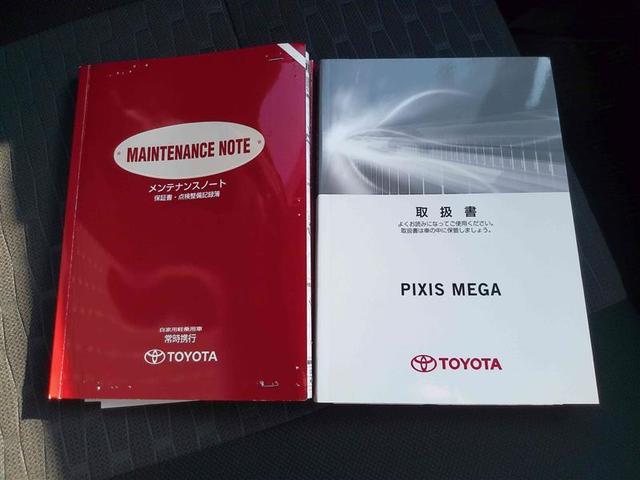 MAINTENANCE NOTE
メンテナンスノート
保証書・点検整備記録簿
自家用軽乗用車
常時携行
TOYOTA
取扱書
よくお読みになってご使用ください。
取扱書は車の中に保管しましょう。
PIXIS MEGA
TOYOTA